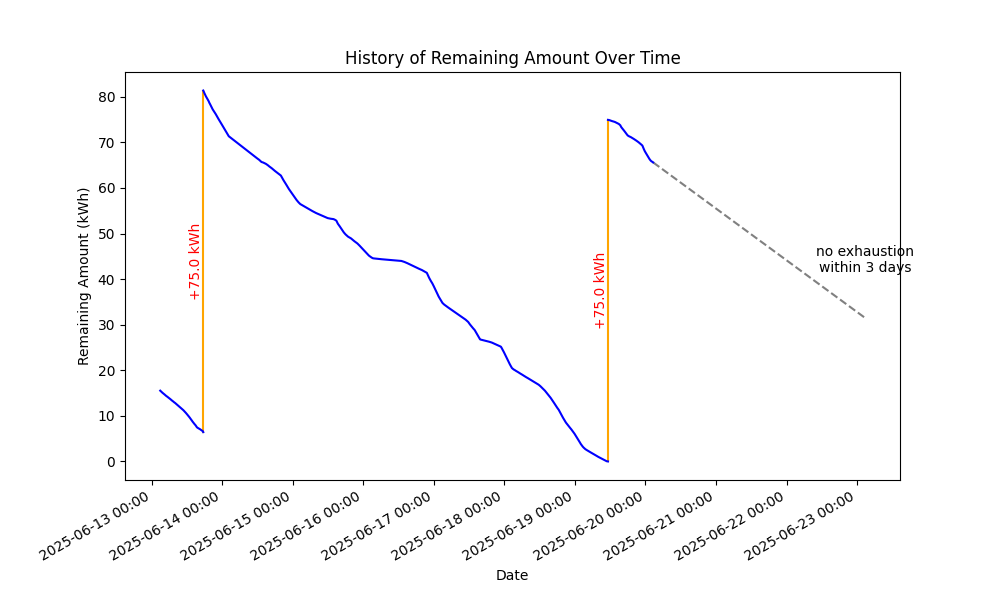 History of Remaining Amount Over Time
Remaining Amount (kWh)
80
70
60
50
40
30
20
10
0
+75.0 kWh
+75.0 kWh
no exhaustion
within 3 days
2025-06-13 00:00
2025-06-14 00:00
2025-06-15 00:00
2025-06-16 00:00
2025-06-17 00:00
2025-06-18 00:00
2025-06-19 00:00
2025-06-20 00:00
2025-06-21 00:00
2025-06-22 00:00
2025-06-23 00:00
Date